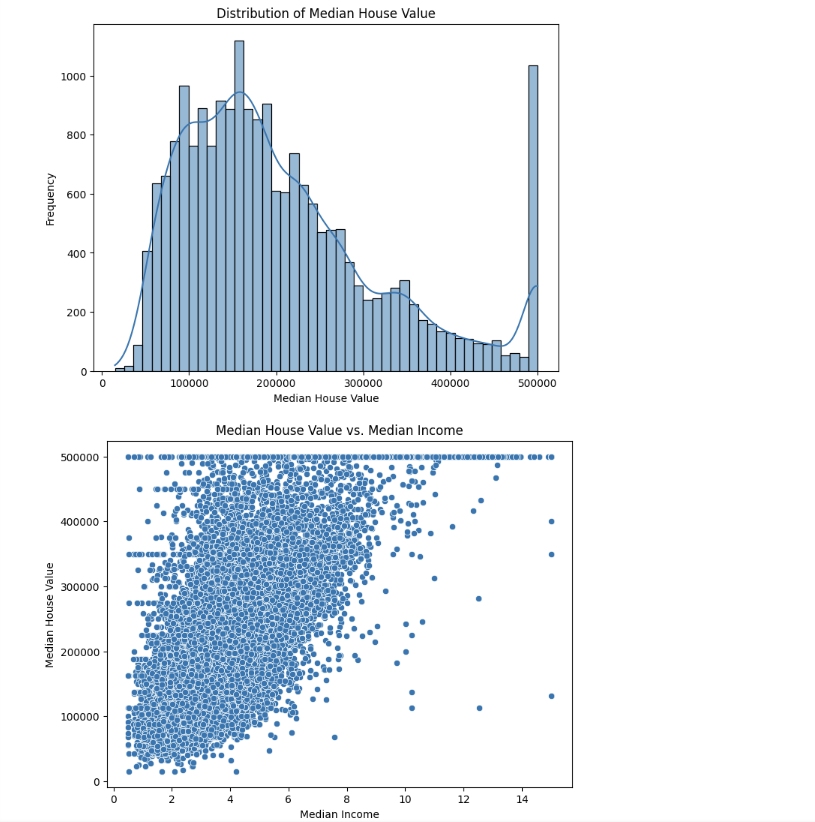 Distribution of Median House Value
1000
800
600
400
200
0
Frequency
0 100000 200000 300000 400000 500000
Median House Value
Median House Value vs. Median Income
500000
400000
300000
200000
100000
0
Median House Value
0 2 4 6 8 10 12 14
Median Income